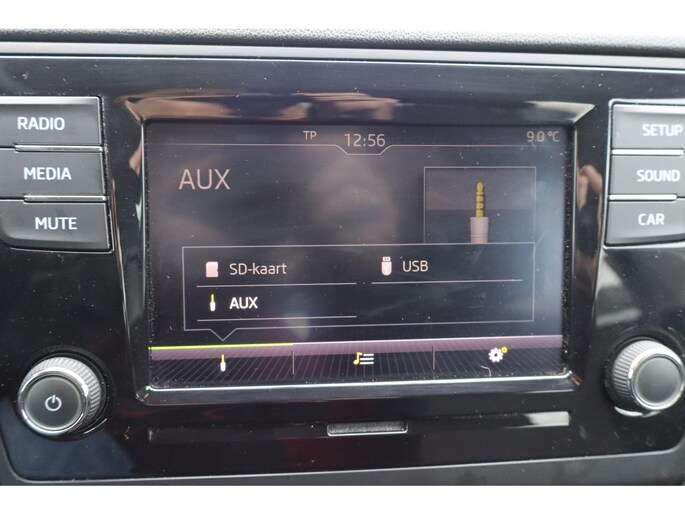 RADIO
MEDIA
MUTE
TP 12:56 9.0°C
AUX
SD-kaart USB
AUX
SETUP
SOUND
CAR